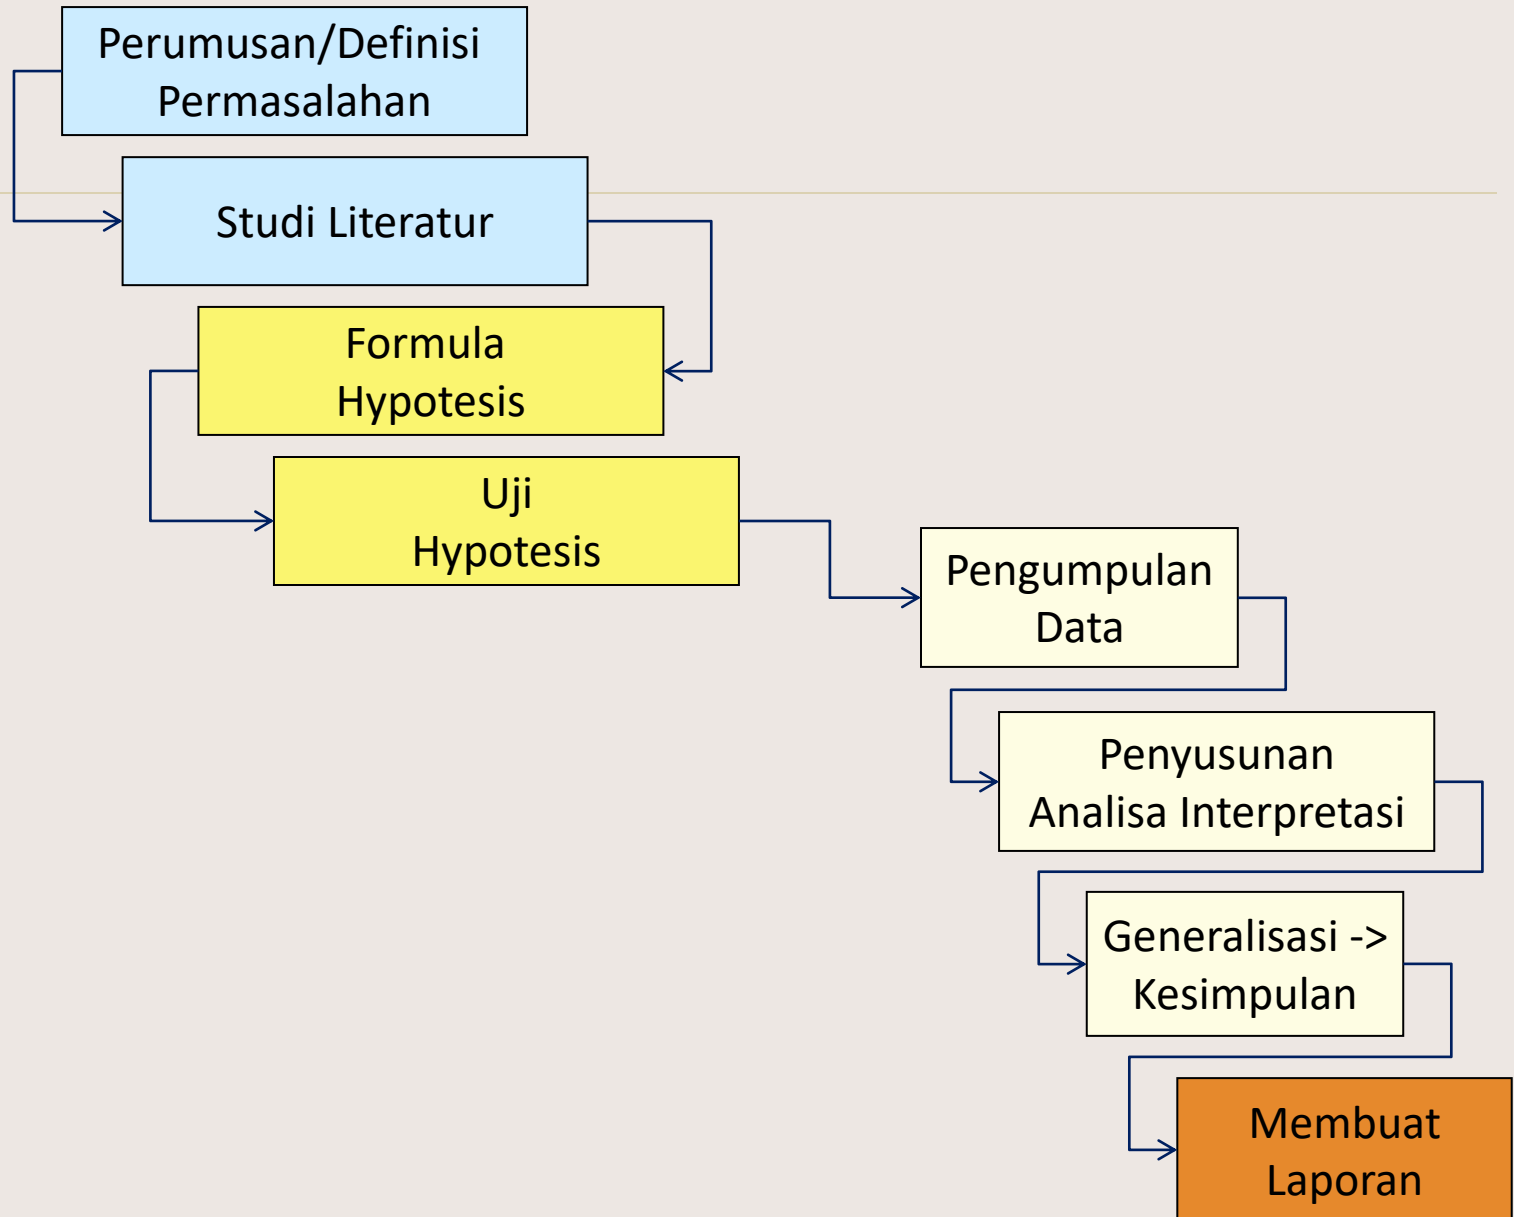 Perumusan/Definisi
Permasalahan
Studi Literatur
Formula
Hypotesis
Uji
Hypotesis
Pengumpulan
Data
Penyusunan
Analisa Interpretasi
Generalisasi ->
Kesimpulan
Membuat
Laporan